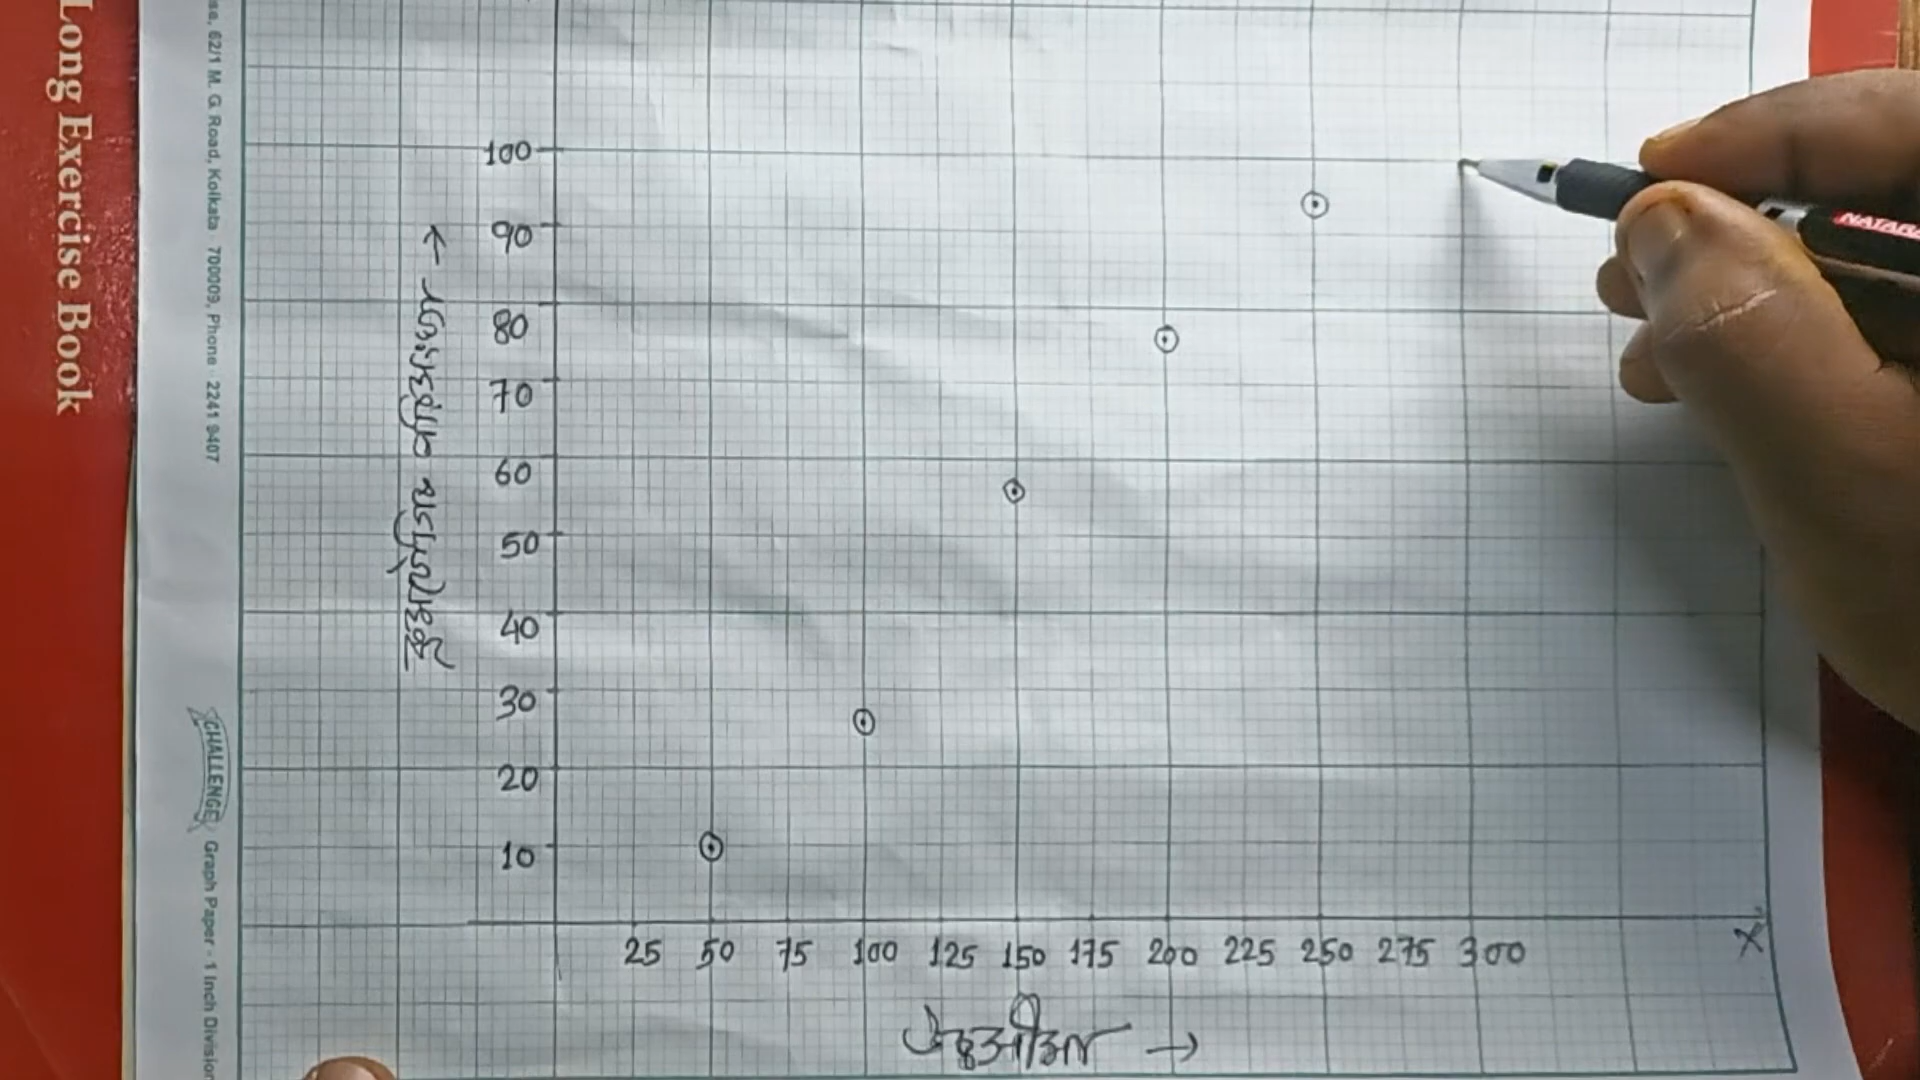 Long Exercise Book
se, 62/1 M. G Road, Kolkata 700009, Phone : 2241 9407
CHALLENGE Graph Paper - 1 Inch Division
100
90
80
70
60
50
40
30
20
10
25 50 75 100 125 150 175 200 225 250 275 300
X
→
NATARA